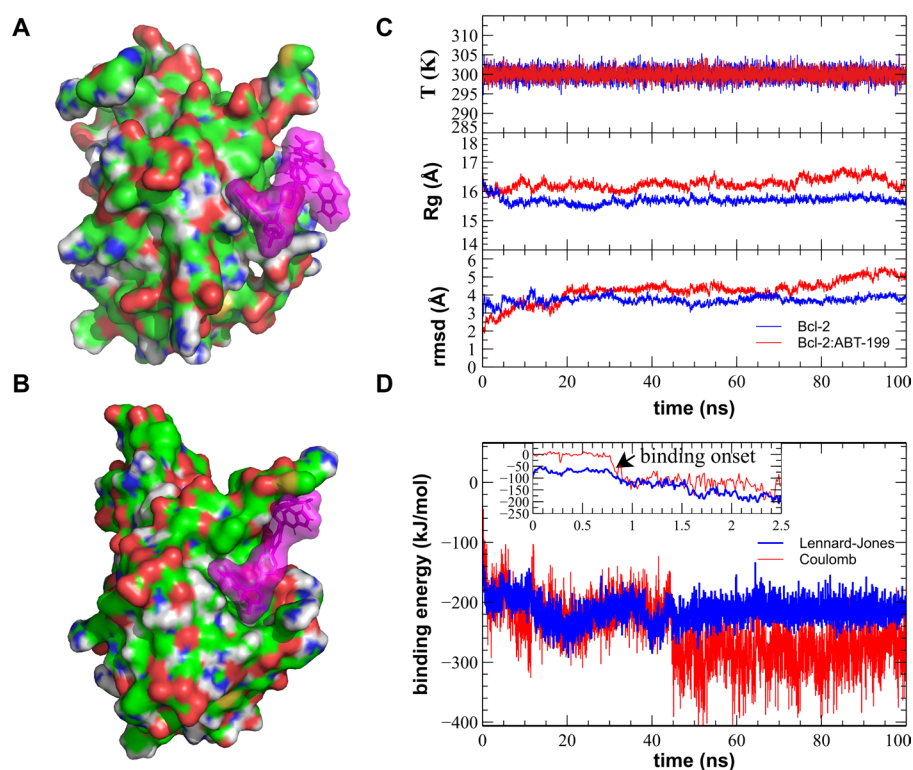 A
B
C
T (K)
310
305
300
295
290
285
Rg (Å)
18
17
16
15
14
rmsd (Å)
6
5
4
3
2
1
0
Bcl-2
Bcl-2:ABT-199
0 20 40 60 80 100
time (ns)
D
binding energy (kJ/mol)
0
−100
−200
−300
−400
0
−50
−100
−150
−200
−250
binding onset
0 0.5 1 1.5 2 2.5
Lennard-Jones
Coulomb
0 20 40 60 80 100
time (ns)